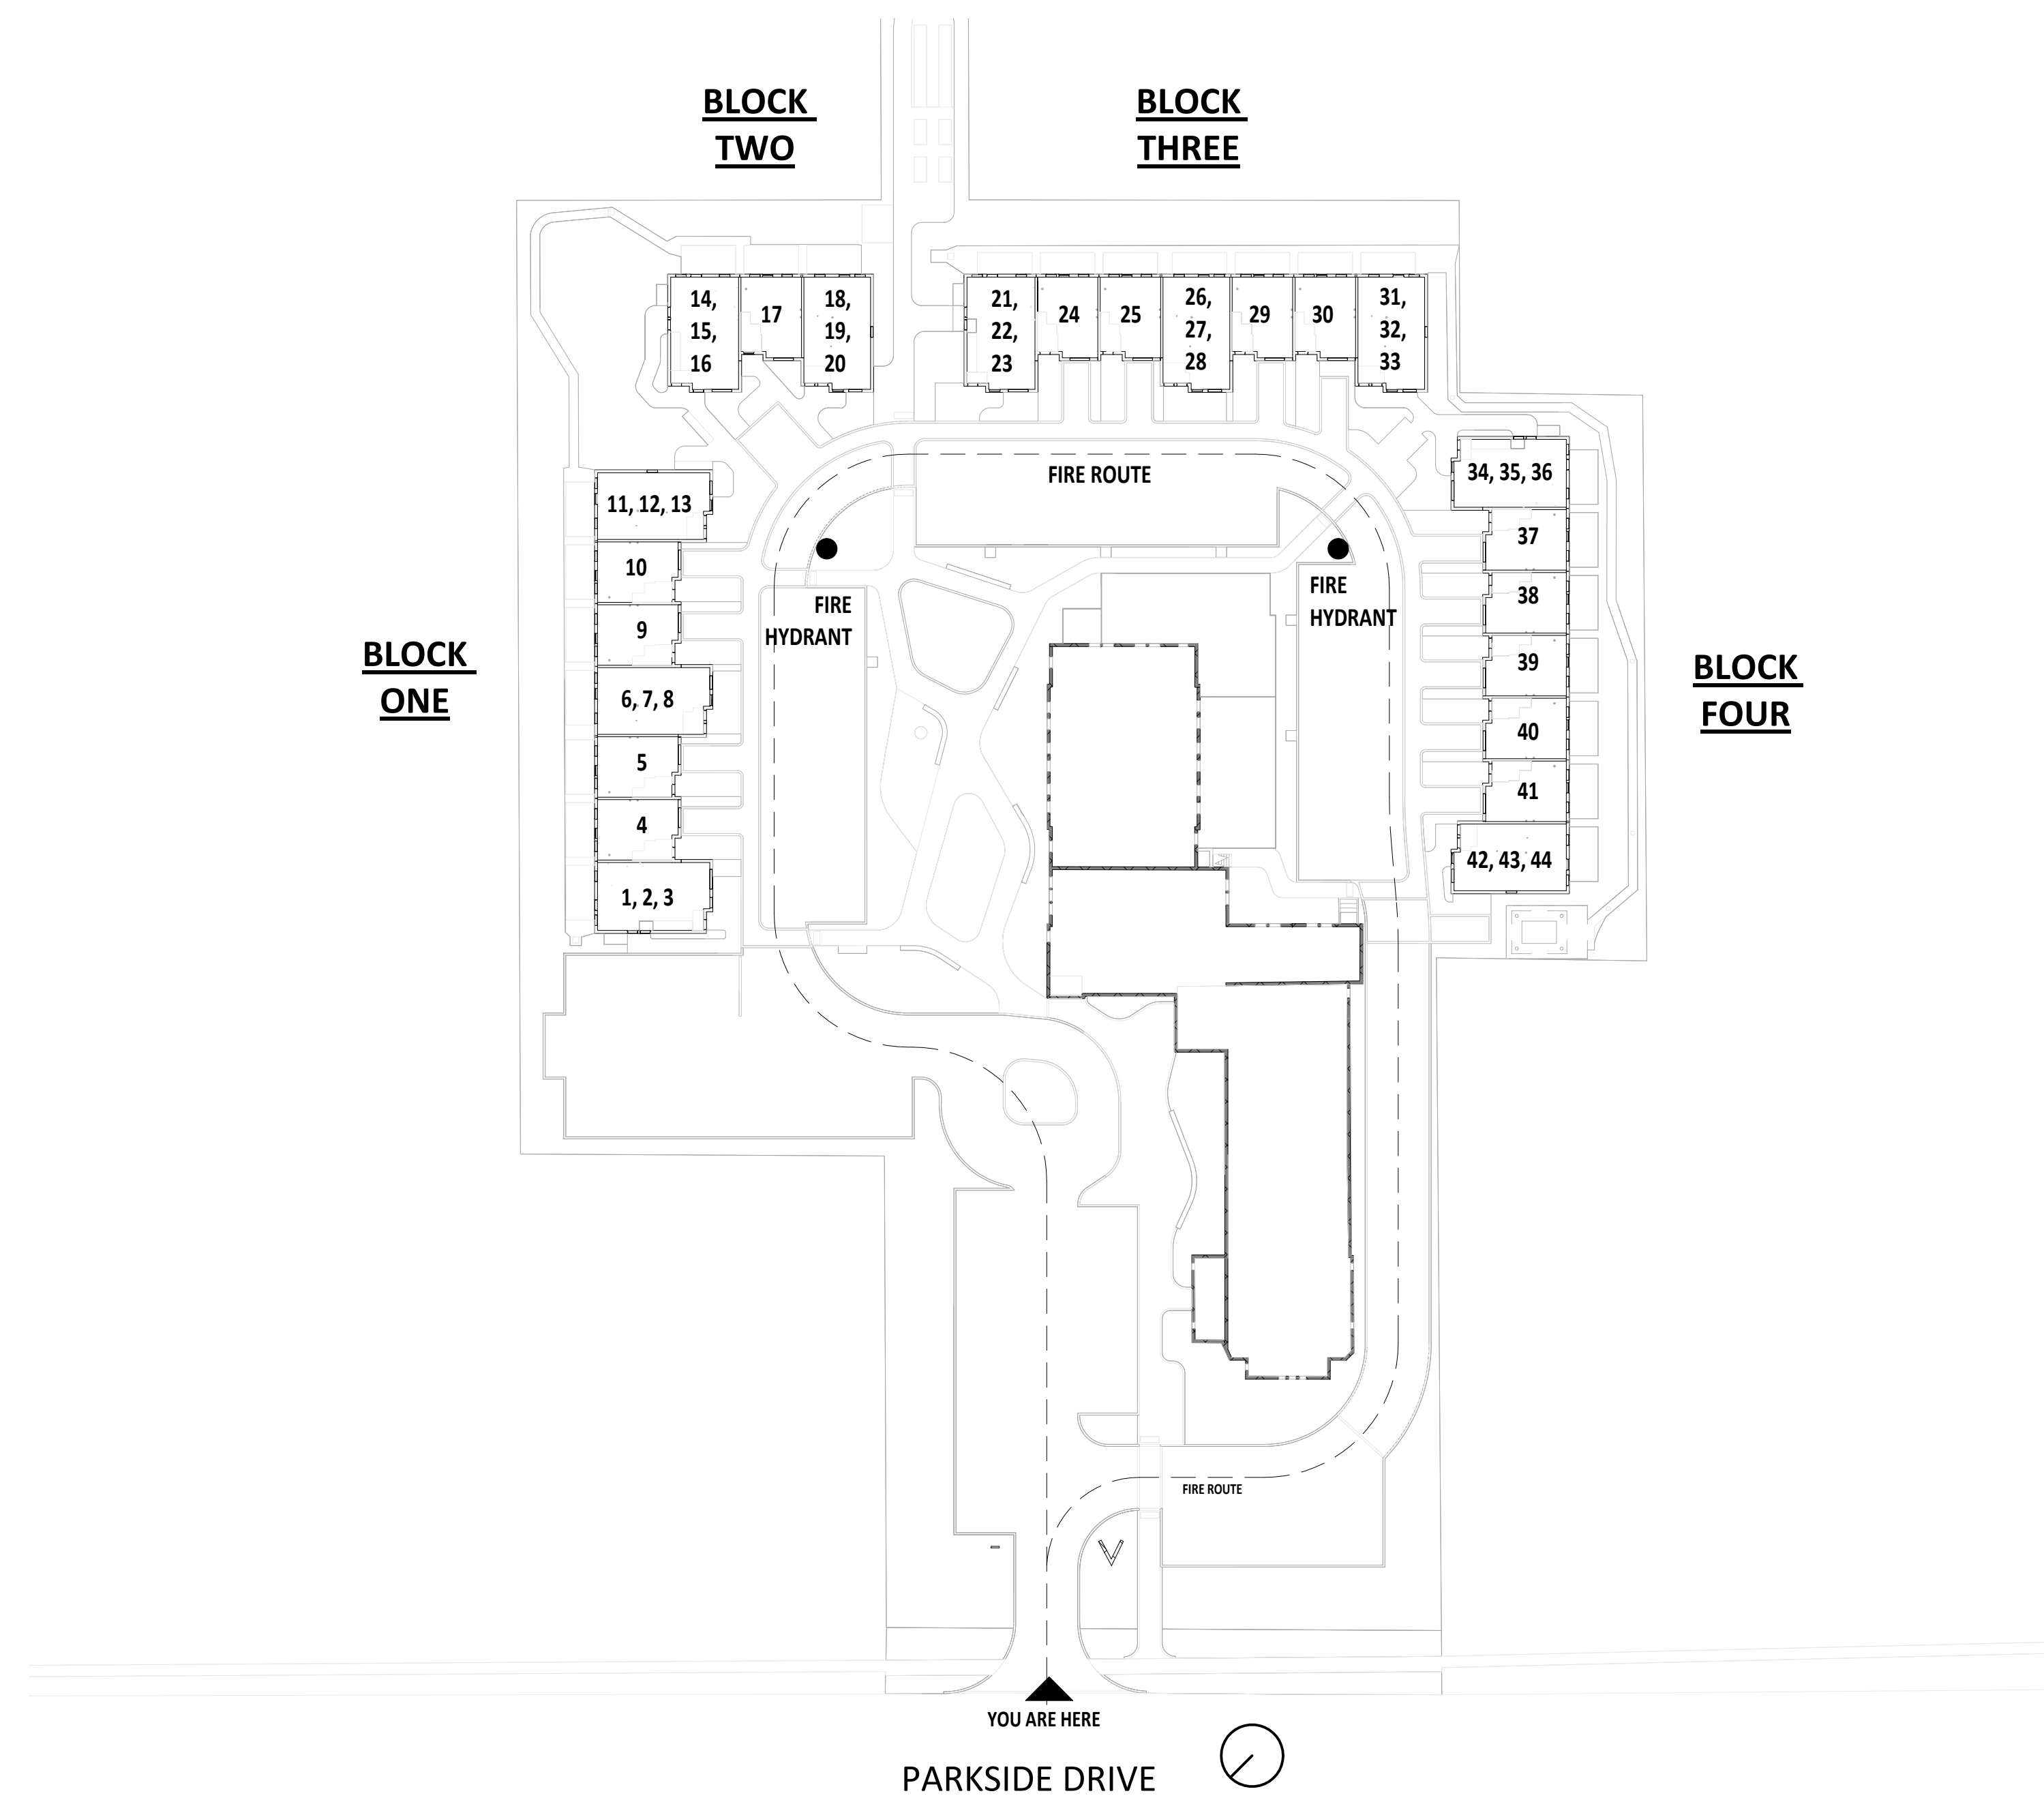 BLOCK
TWO
BLOCK
THREE
14,
15,
16
17
18,
19,
20
21,
22,
23
24
25
26,
27,
28
29
30
31,
32,
33
FIRE ROUTE
34, 35, 36
37
38
39
40
41
42, 43, 44
11, 12, 13
10
9
6, 7, 8
5
4
1, 2, 3
FIRE
HYDRANT
FIRE
HYDRANT
BLOCK
ONE
BLOCK
FOUR
FIRE ROUTE
YOU ARE HERE
PARKSIDE DRIVE